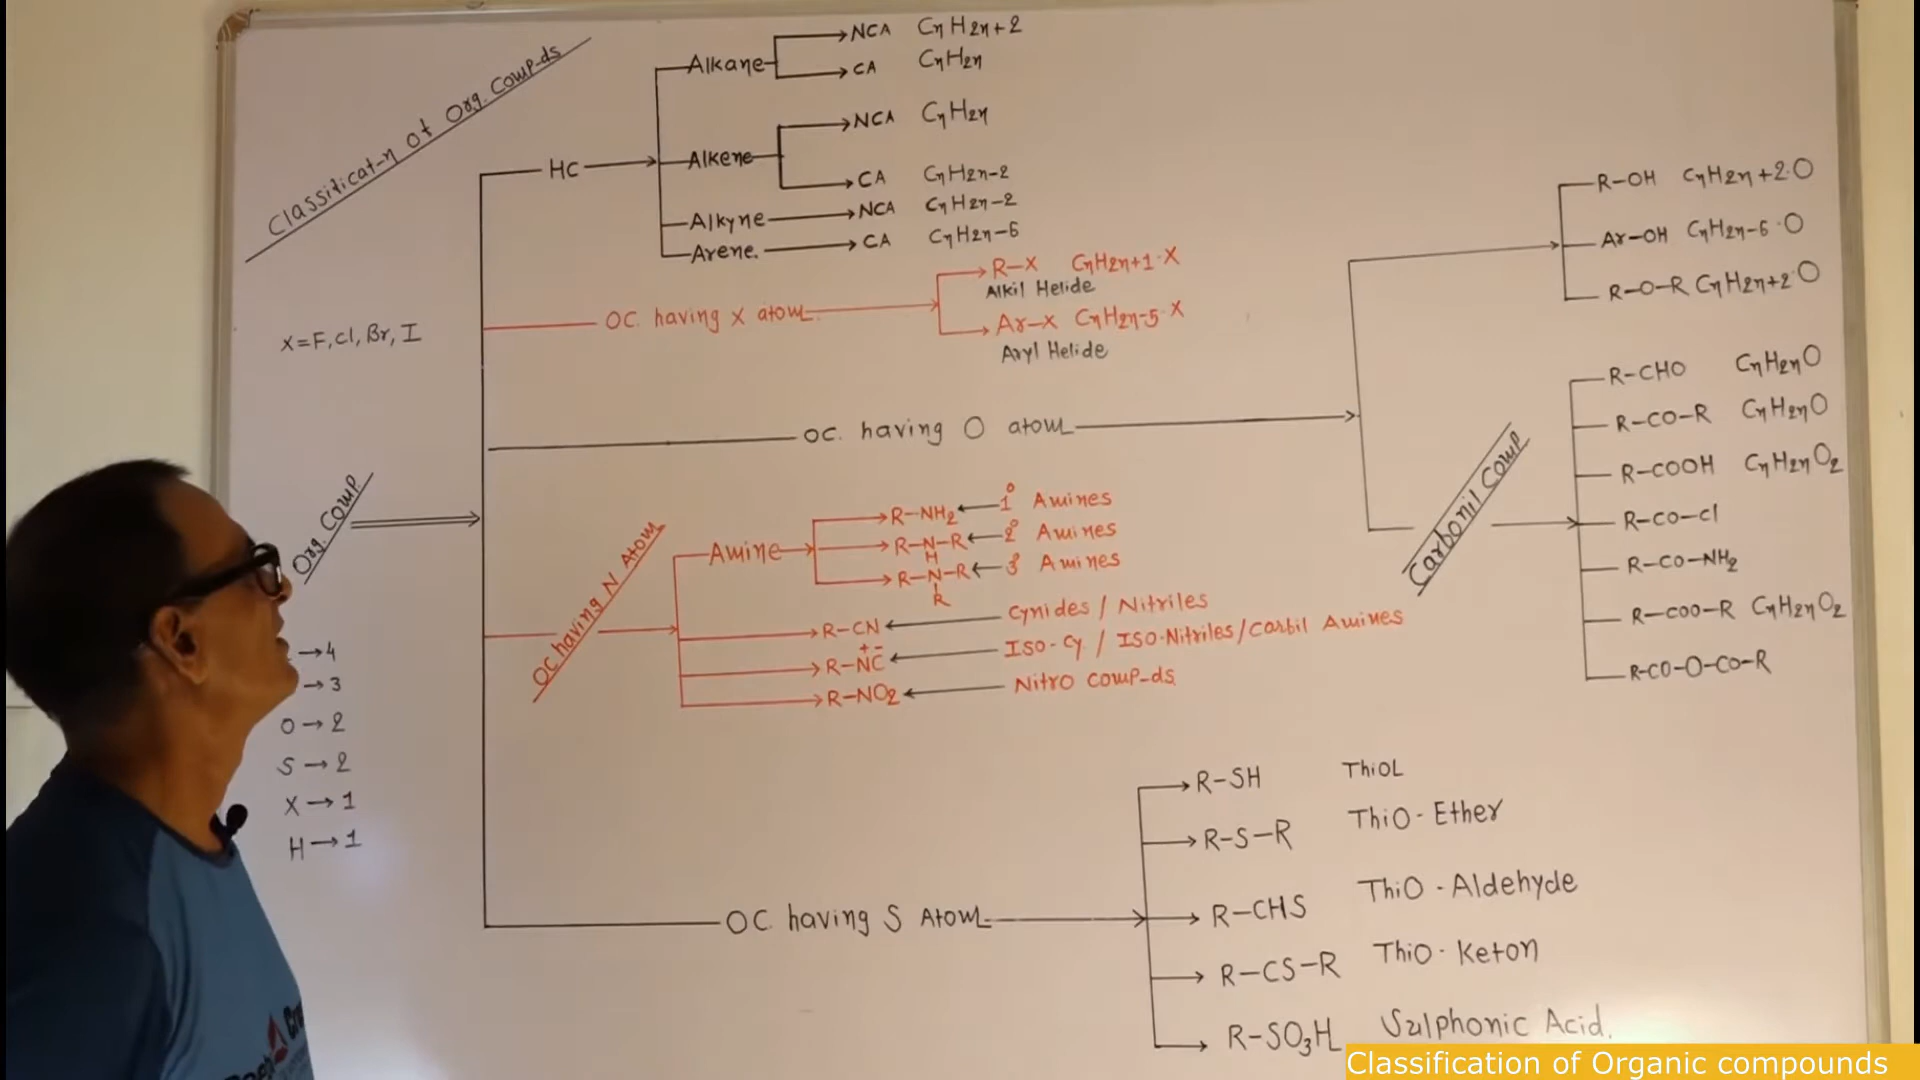 Classificat-n of Org. Comp-ds
HC
Alkane
NCA CnH2n+2
CA CnH2n
Alkene
NCA CnH2n
CA CnH2n-2
Alkyne NCA CnH2n-2
Arene. CA CnH2n-6
X=F, Cl, Br, I
OC. having X atom
R-X CnH2n+1.X
Alkil Helide
Ar-X CnH2n-5.X
Aryl Helide
OC. having O atom
R-OH CnH2n+2.O
Ar-OH CnH2n-6.O
R-O-R CnH2n+2.O
Carbonil Comp
R-CHO CnH2nO
R-CO-R CnH2nO
R-COOH CnH2nO2
R-CO-Cl
R-CO-NH2
R-COO-R CnH2nO2
R-CO-O-CO-R
Org. Comp
OC having N Atom
Amine
R-NH2 1° Amines
R-N-R 2° Amines
H
R-N-R 3° Amines
R
R-CN Cynides / Nitriles
+ -
R-NC Iso-Cy. / ISO-Nitriles/Carbil Amines
R-NO2 Nitro comp-ds.
→4
→3
O→2
S→2
X→1
H→1
OC. having S Atom
R-SH ThiOL
R-S-R ThiO-Ether
R-CHS ThiO-Aldehyde
R-CS-R ThiO-Keton
R-SO3H Sulphonic Acid.
Classification of Organic compounds